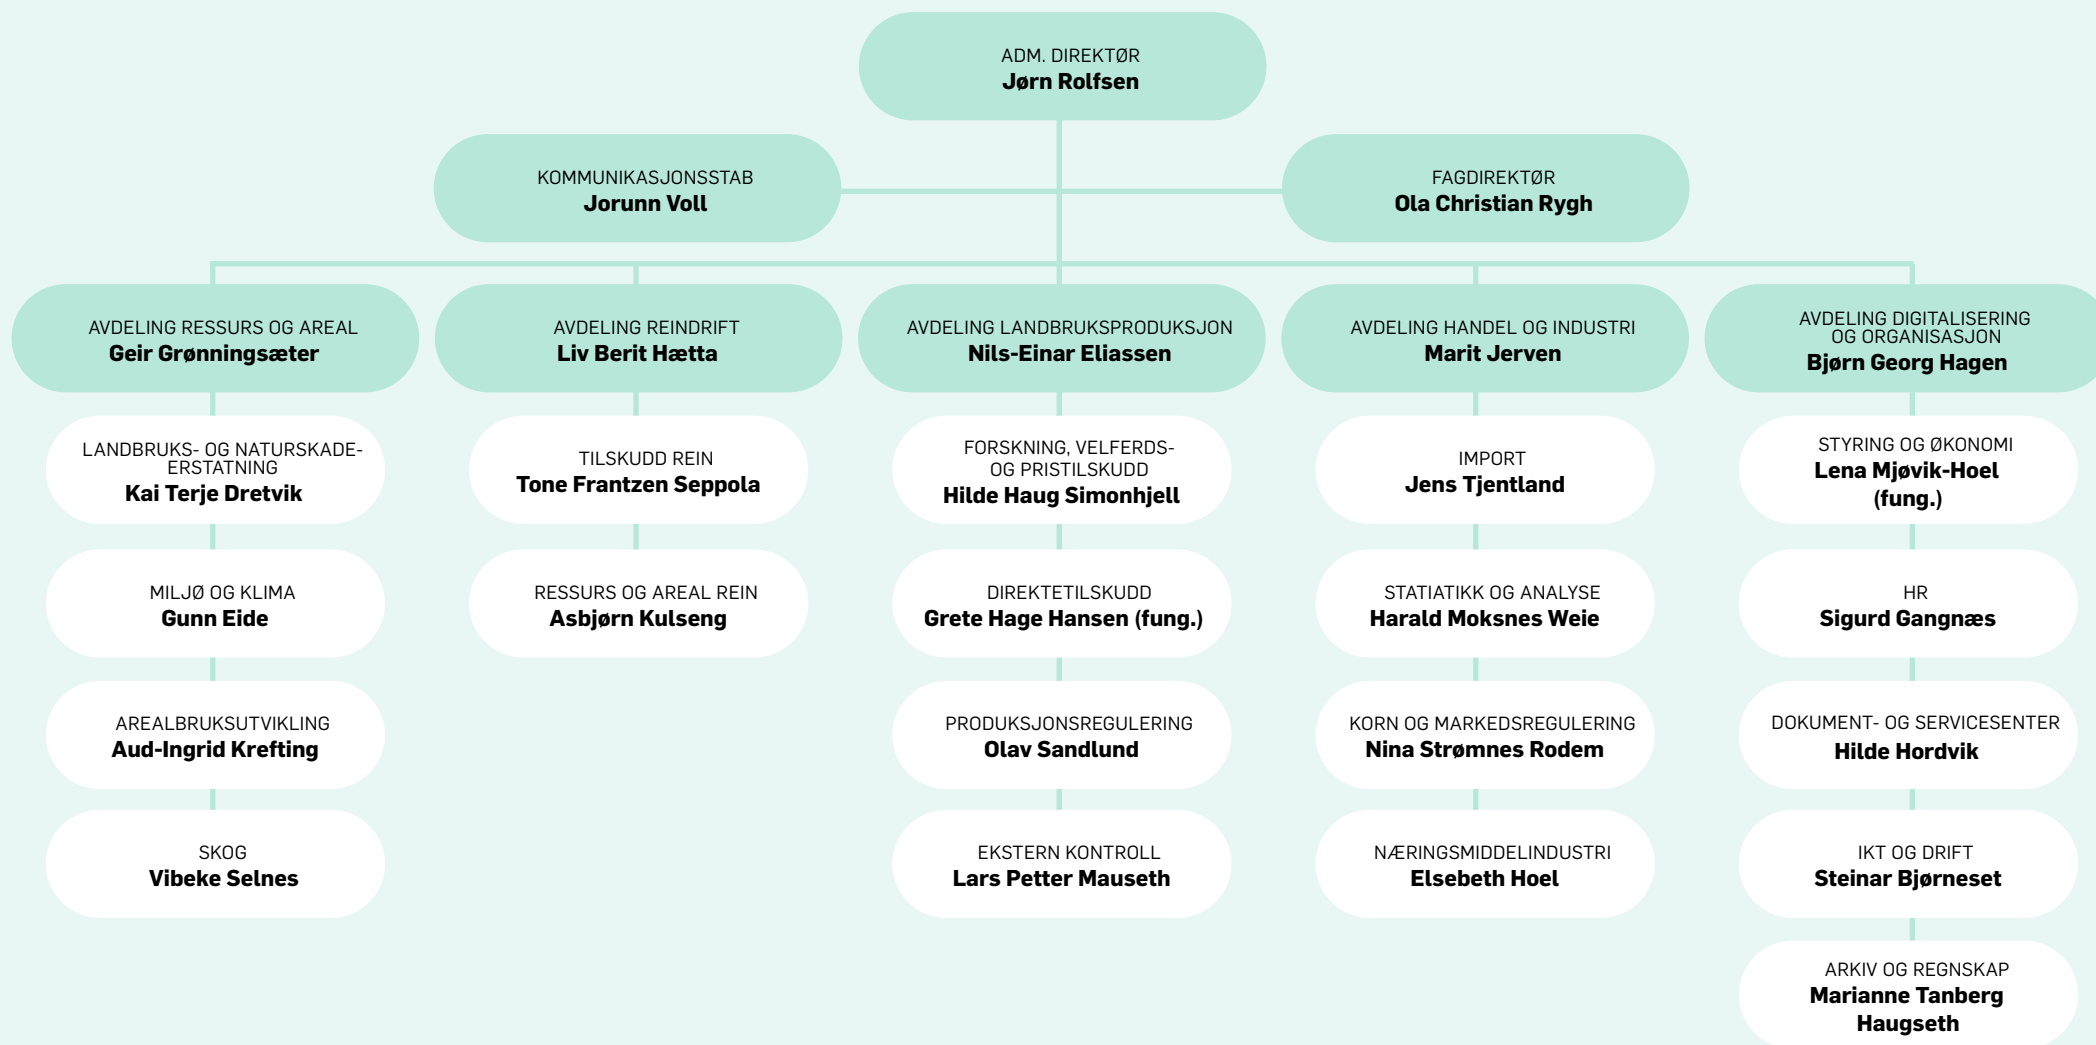 ADM. DIREKTØR
Jørn Rolfsen
KOMMUNIKASJONSSTAB
Jorunn Voll
FAGDIREKTØR
Ola Christian Rygh
AVDELING RESSURS OG AREAL
Geir Grønningsæter
AVDELING REINDRIFT
Liv Berit Hætta
AVDELING LANDBRUKSPRODUKSJON
Nils-Einar Eliassen
AVDELING HANDEL OG INDUSTRI
Marit Jerven
AVDELING DIGITALISERING
OG ORGANISASJON
Bjørn Georg Hagen
LANDBRUKS- OG NATURSKADE-
ERSTATNING
Kai Terje Dretvik
TILSKUDD REIN
Tone Frantzen Seppola
FORSKNING, VELFERDS-
OG PRISTILSKUDD
Hilde Haug Simonhjell
IMPORT
Jens Tjentland
STYRING OG ØKONOMI
Lena Mjøvik-Hoel
(fung.)
MILJØ OG KLIMA
Gunn Eide
RESSURS OG AREAL REIN
Asbjørn Kulseng
DIREKTETILSKUDD
Grete Hage Hansen (fung.)
STATIATIKK OG ANALYSE
Harald Moksnes Weie
HR
Sigurd Gangnæs
AREALBRUKSUTVIKLING
Aud-Ingrid Krefting
PRODUKSJONSREGULERING
Olav Sandlund
KORN OG MARKEDSREGULERING
Nina Strømnes Rodem
DOKUMENT- OG SERVICESENTER
Hilde Hordvik
SKOG
Vibeke Selnes
EKSTERN KONTROLL
Lars Petter Mauseth
NÆRINGSMIDDELINDUSTRI
Elsebeth Hoel
IKT OG DRIFT
Steinar Bjørneset
ARKIV OG REGNSKAP
Marianne Tanberg
Haugseth